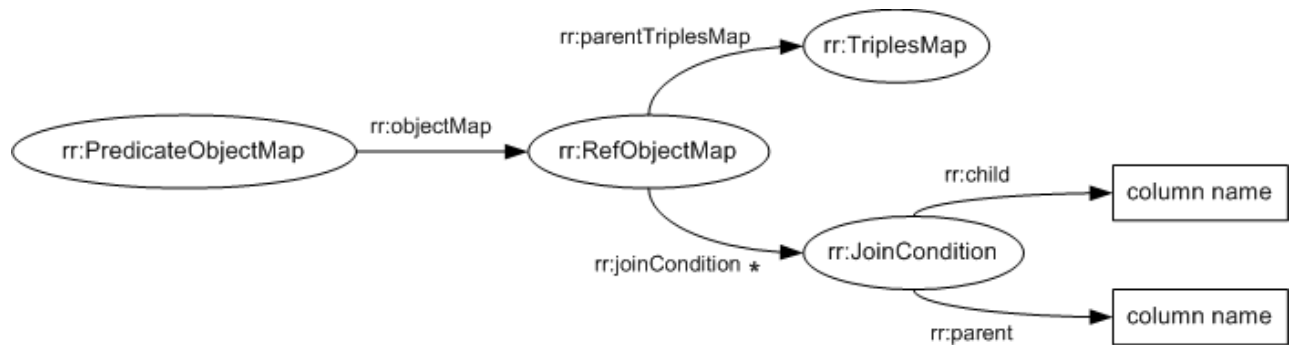 rr:parentTriplesMap
rr:TriplesMap
rr:PredicateObjectMap
rr:objectMap
rr:RefObjectMap
rr:child
column name
rr:joinCondition *
rr:JoinCondition
rr:parent
column name